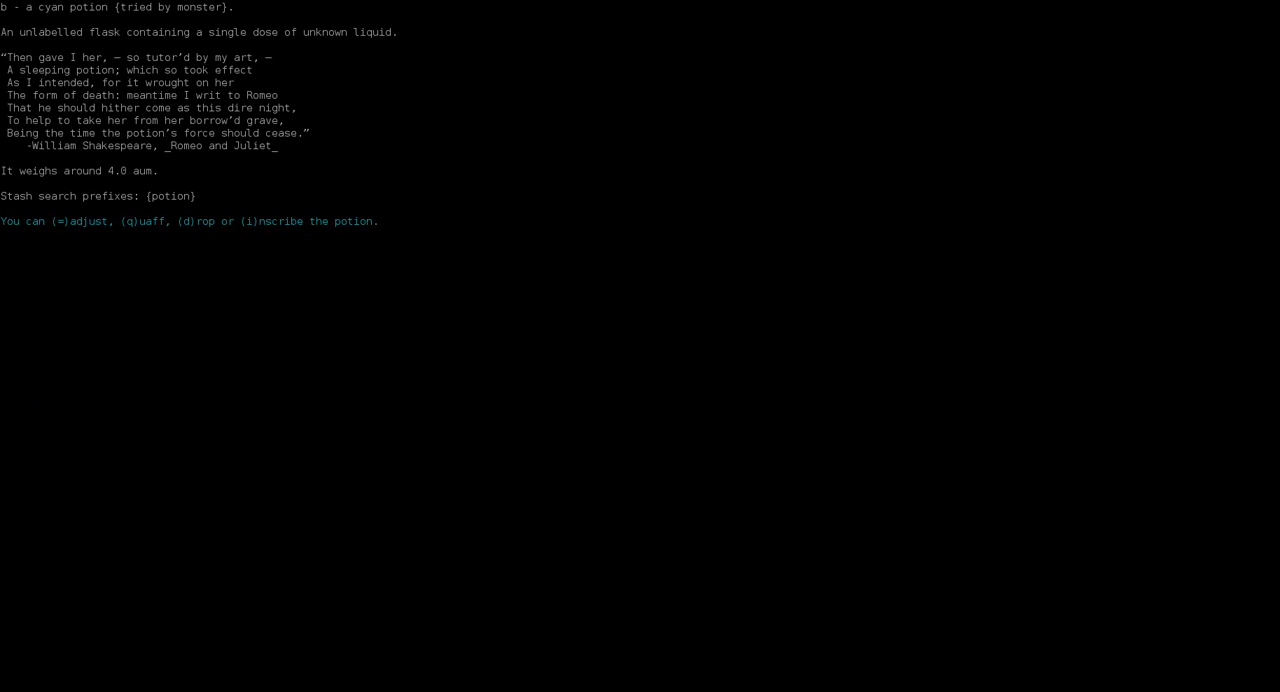 b - a cyan potion {tried by monster}.
An unlabelled flask containing a single dose of unknown liquid.
“Then gave I her, — so tutor’d by my art, —
A sleeping potion; which so took effect
As I intended, for it wrought on her
The form of death: meantime I writ to Romeo
That he should hither come as this dire night,
To help to take her from her borrow’d grave,
Being the time the potion’s force should cease.”
-William Shakespeare, _Romeo and Juliet_
It weighs around 4.0 aum.
Stash search prefixes: {potion}
You can (=)adjust, (q)uaff, (d)rop or (i)nscribe the potion.